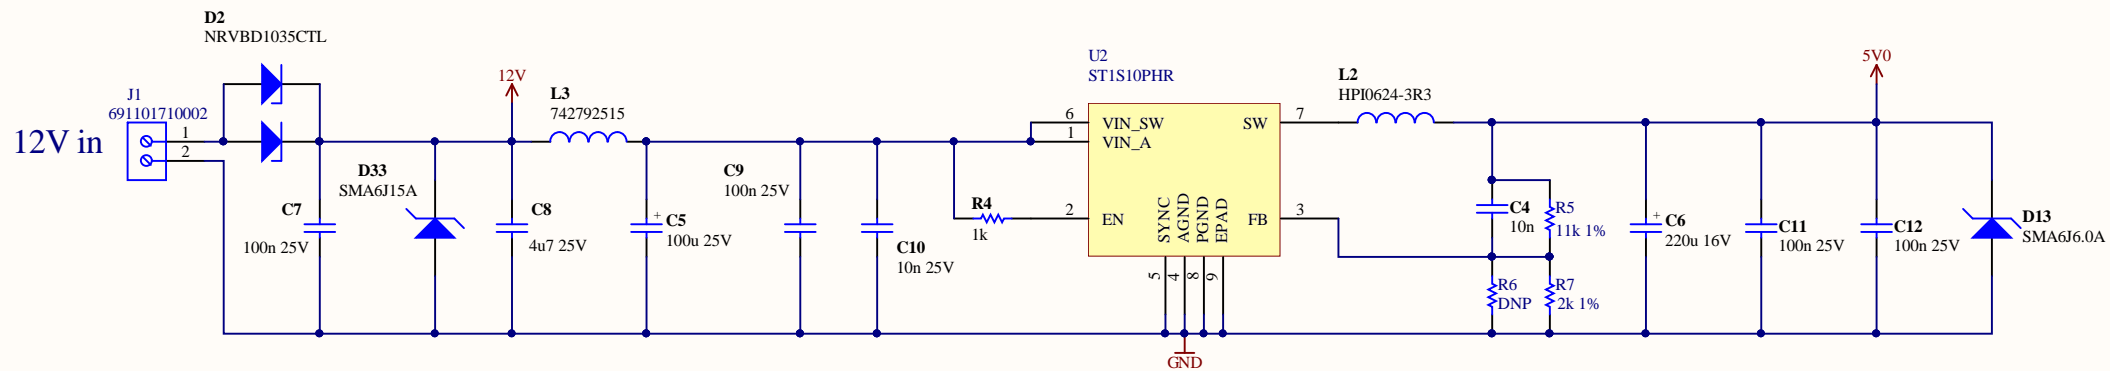 D2
NRVBD1035CTL
J1
691101710002
12V in
1
2
12V
L3
742792515
C7
100n 25V
D33
SMA6J15A
C8
4u7 25V
+
C5
100u 25V
C9
100n 25V
C10
10n 25V
R4
1k
U2
ST1S10PHR
6
1
2
VIN_SW
VIN_A
EN
SW
FB
7
3
SYNC
AGND
PGND
EPAD
5
4
8
9
GND
L2
HPI0624-3R3
C4
10n
R5
11k 1%
R6
DNP
R7
2k 1%
+
C6
220u 16V
C11
100n 25V
5V0
C12
100n 25V
D13
SMA6J6.0A